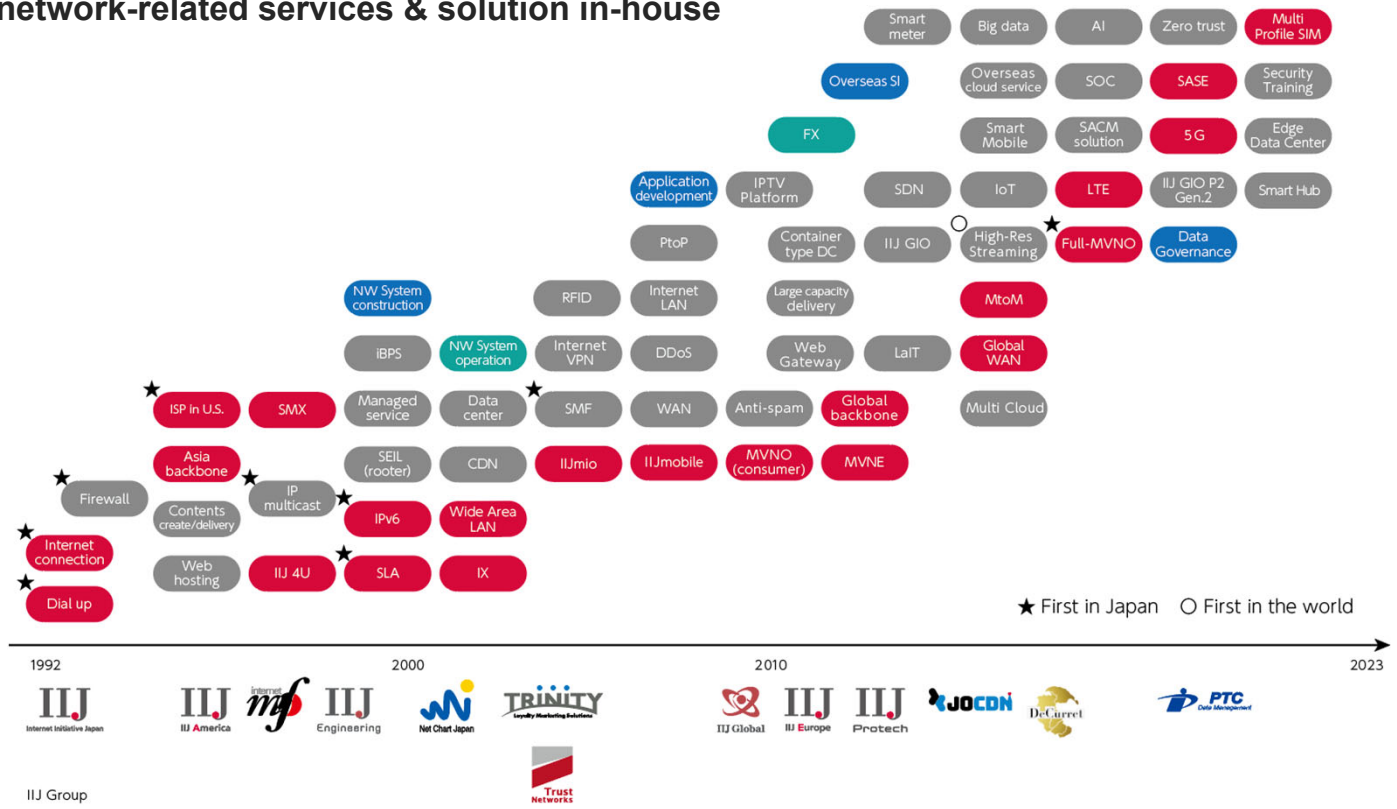 network-related services & solution in-house
Smart
meter
Big data
AI
Zero trust
Multi
Profile SIM
Overseas SI
Overseas
cloud service
SOC
SASE
Security
Training
FX
Smart
Mobile
SACM
solution
5G
Edge
Data Center
Application
development
IPTV
Platform
SDN
IoT
LTE
IIJ GIO P2
Gen.2
Smart Hub
PtoP
Container
type DC
IIJ GIO
High-Res
Streaming
Full-MVNO
Data
Governance
NW System
construction
RFID
Internet
LAN
Large capacity
delivery
MtoM
iBPS
NW System
operation
Internet
VPN
DDoS
Web
Gateway
LaIT
Global
WAN
ISP in U.S.
SMX
Managed
service
Data
center
SMF
WAN
Anti-spam
Global
backbone
Multi Cloud
Asia
backbone
SEIL
(rooter)
CDN
IIJmio
IIJmobile
MVNO
(consumer)
MVNE
Firewall
Contents
create/delivery
IP
multicast
IPv6
Wide Area
LAN
Internet
connection
Web
hosting
IIJ 4U
SLA
IX
Dial up
★ First in Japan ○ First in the world
1992
2000
2010
2023
IIJ
Internet Initiative Japan
IIJ
IIJ America
internet
mf
IIJ
Engineering
Net Chart Japan
TRINITY
Loyalty Marketing Solutions
IIJ Global
IIJ
IIJ Europe
IIJ
Protech
JOCDN
DeCurret
PTC
Data Management
Trust
Networks
IIJ Group